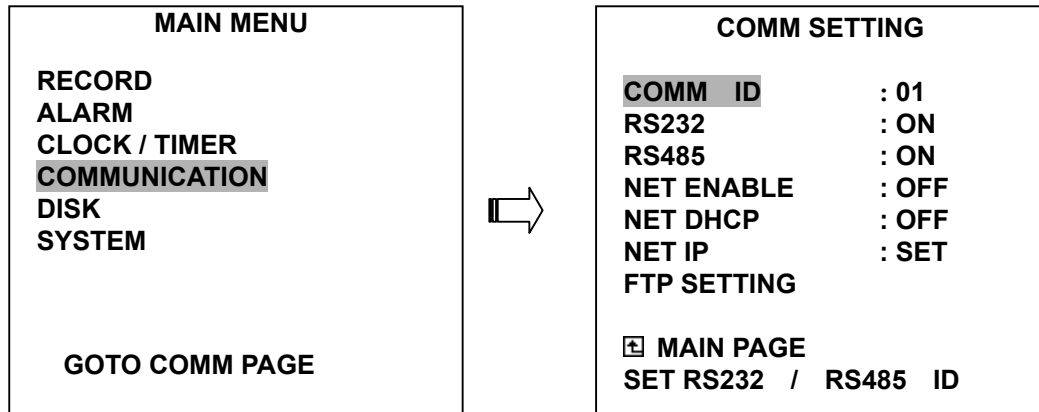 MAIN MENU
RECORD
ALARM
CLOCK / TIMER
COMMUNICATION
DISK
SYSTEM
GOTO COMM PAGE
COMM SETTING
COMM ID : 01
RS232 : ON
RS485 : ON
NET ENABLE : OFF
NET DHCP : OFF
NET IP : SET
FTP SETTING
MAIN PAGE
SET RS232 / RS485 ID